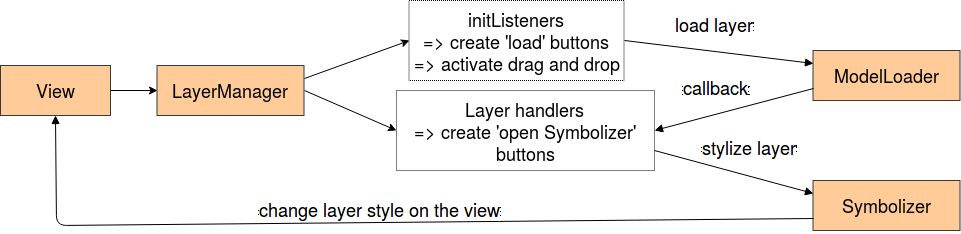 View
LayerManager
initListeners
=> create 'load' buttons
=> activate drag and drop
Layer handlers
=> create 'open Symbolizer'
buttons
load layer
ModelLoader
callback
stylize layer
Symbolizer
change layer style on the view